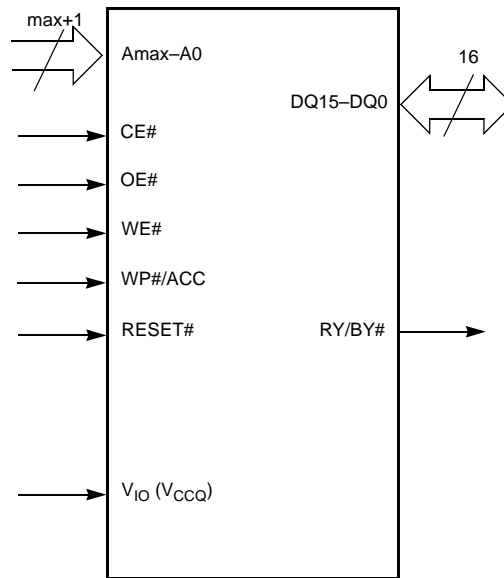 max+1
Amax–A0
16
DQ15–DQ0
CE#
OE#
WE#
WP#/ACC
RESET#
RY/BY#
VIO (VCCQ)